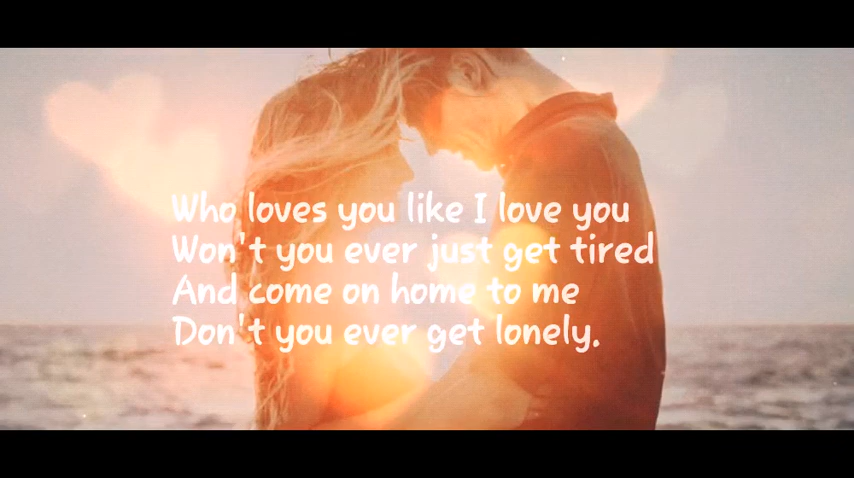 Who loves you like I love you
Won't you ever just get tired
And come on home to me
Don't you ever get lonely.